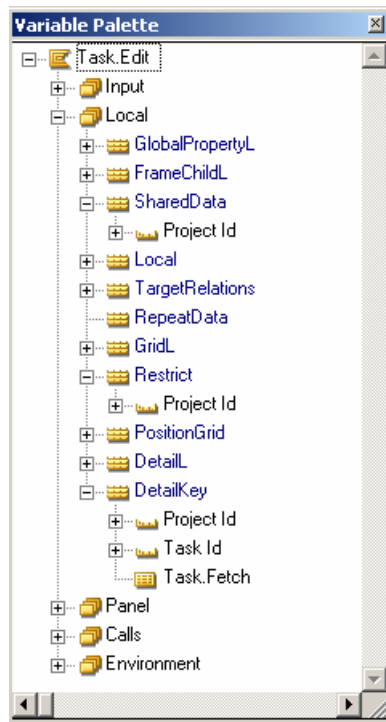 Variable Palette
Task.Edit
Input
Local
GlobalPropertyL
FrameChildL
SharedData
Project Id
Local
TargetRelations
RepeatData
GridL
Restrict
Project Id
PositionGrid
DetailL
DetailKey
Project Id
Task Id
Task.Fetch
Panel
Calls
Environment